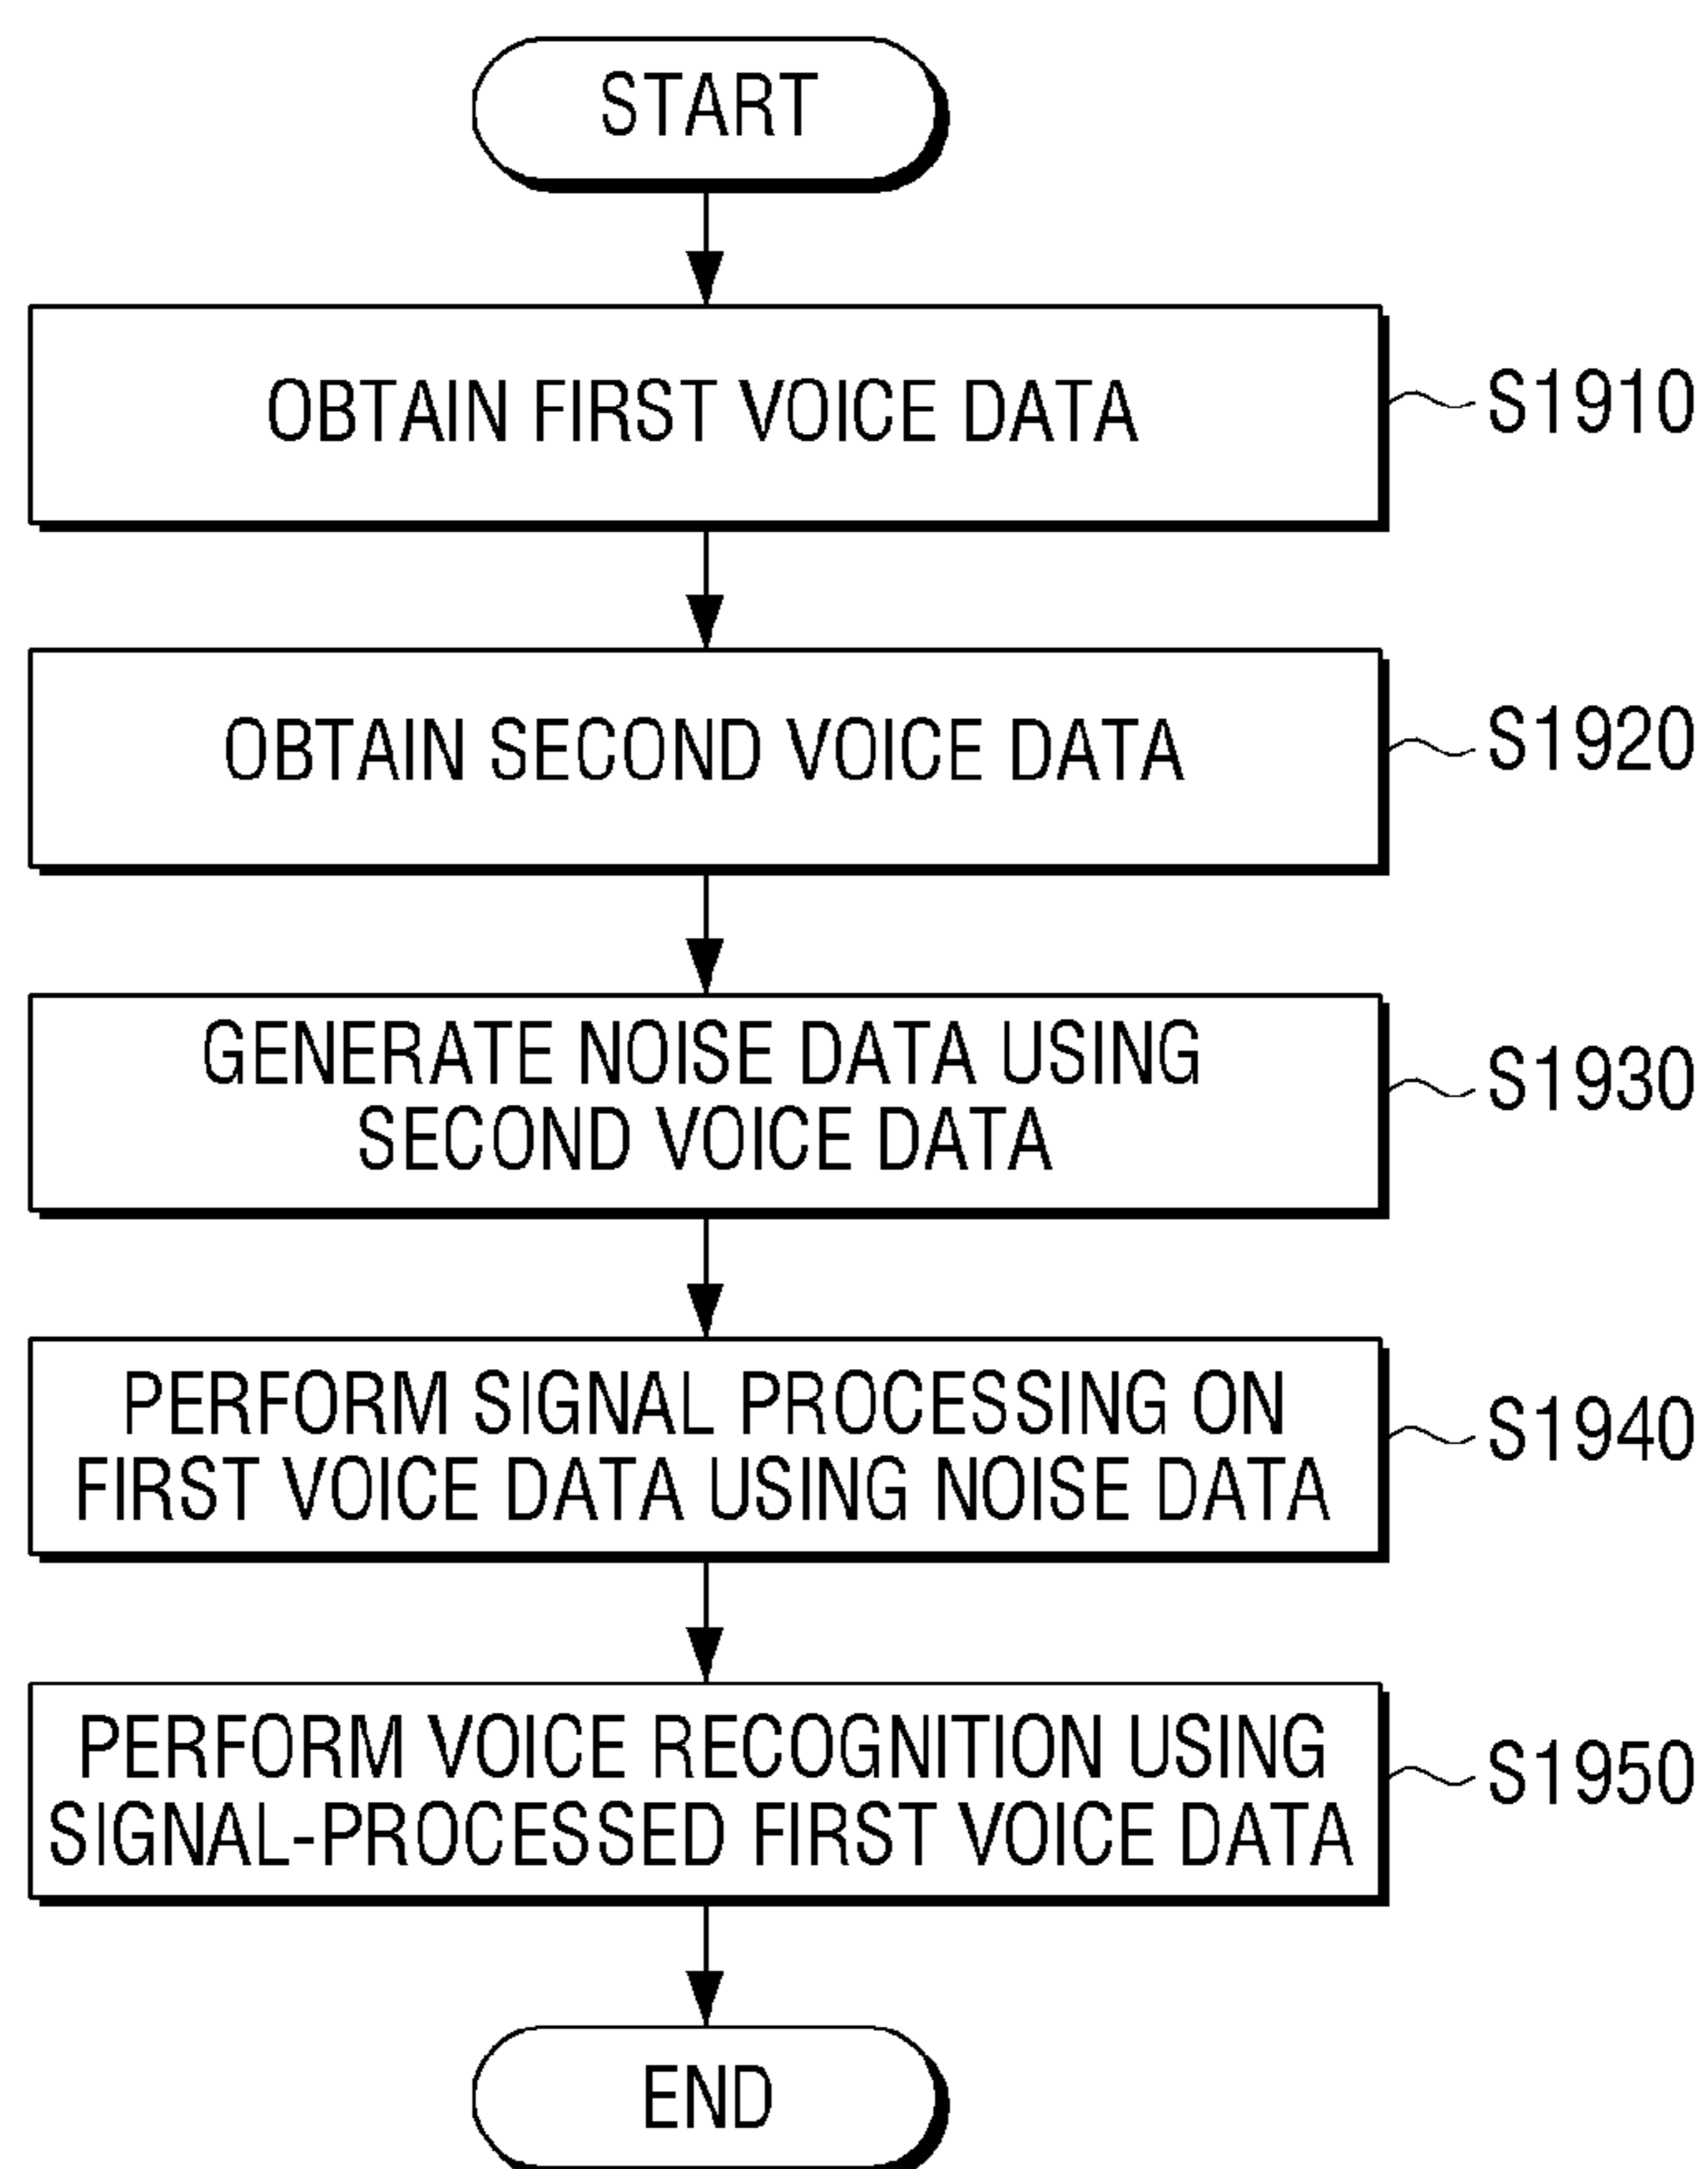 START
OBTAIN FIRST VOICE DATA
S1910
OBTAIN SECOND VOICE DATA
S1920
GENERATE NOISE DATA USING
SECOND VOICE DATA
S1930
PERFORM SIGNAL PROCESSING ON
FIRST VOICE DATA USING NOISE DATA
S1940
PERFORM VOICE RECOGNITION USING
SIGNAL-PROCESSED FIRST VOICE DATA
S1950
END